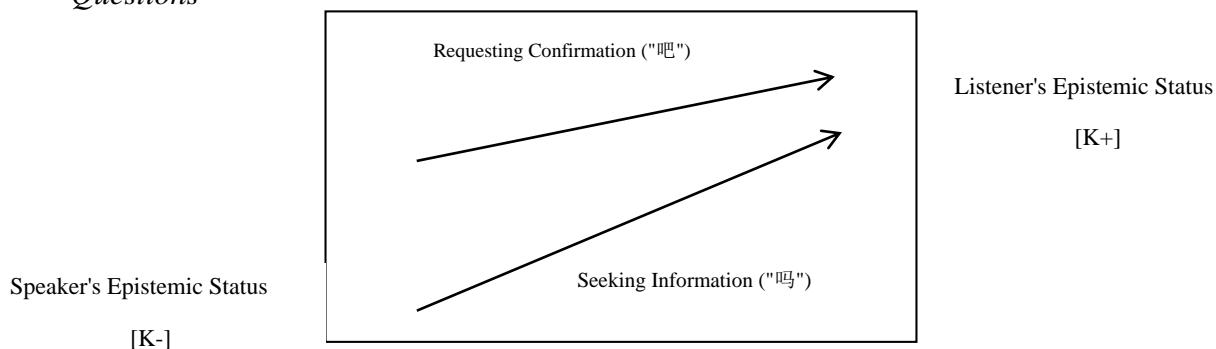 Questions
Requesting Confirmation ("吧")
Listener's Epistemic Status
[K+]
Seeking Information ("吗")
Speaker's Epistemic Status
[K-]